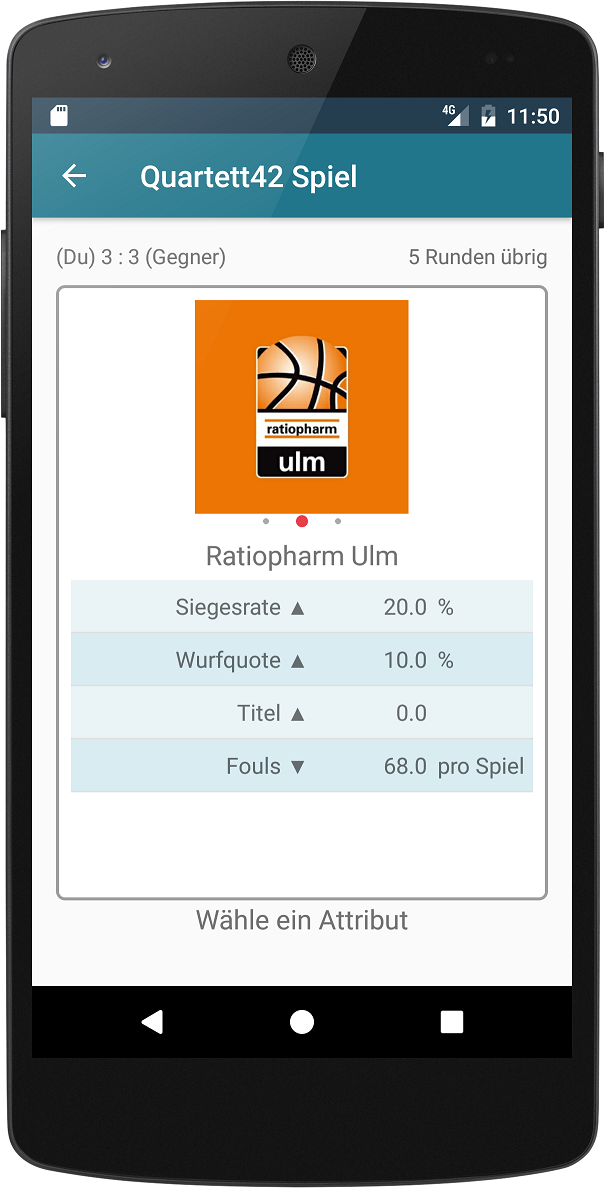 4G 11:50
Quartett42 Spiel
(Du) 3 : 3 (Gegner) 5 Runden übrig
ratiopharm
ulm
Ratiopharm Ulm
Siegesrate ▲ 20.0 %
Wurfquote ▲ 10.0 %
Titel ▲ 0.0
Fouls ▼ 68.0 pro Spiel
Wähle ein Attribut